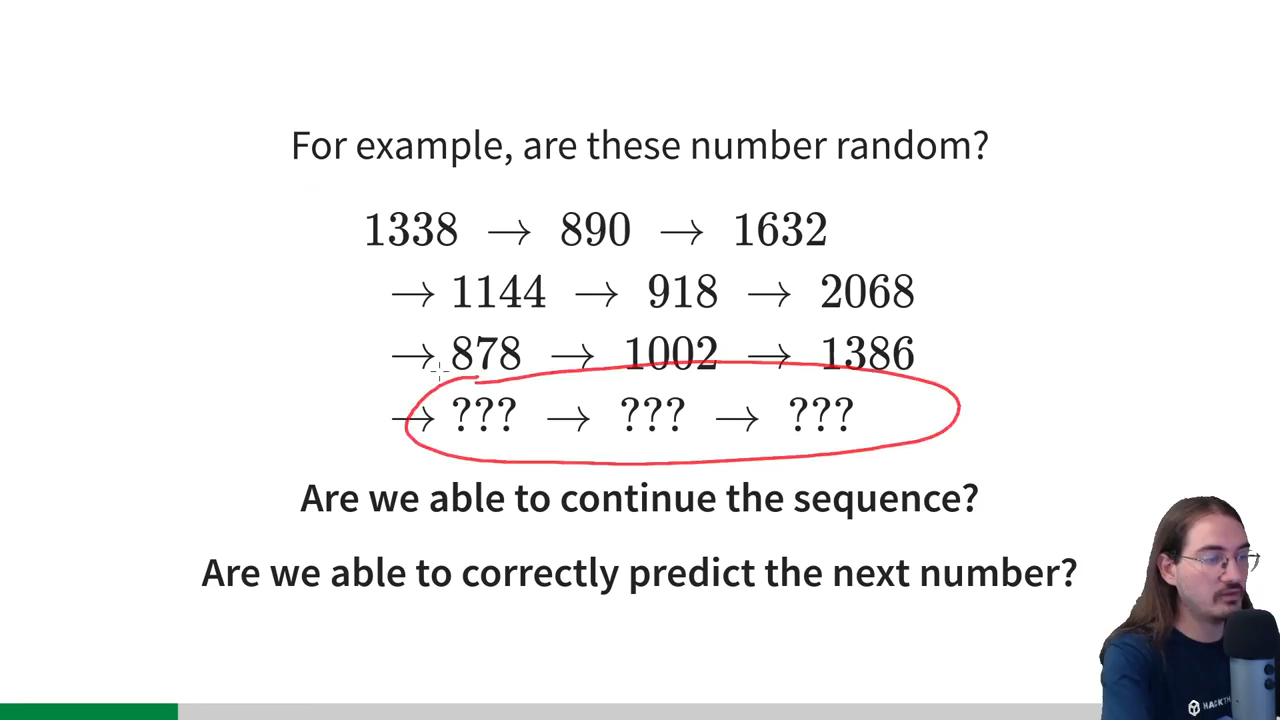 For example, are these number random?
1338 → 890 → 1632
→ 1144 → 918 → 2068
→ 878 → 1002 → 1386
→ ??? → ??? → ???
Are we able to continue the sequence?
Are we able to correctly predict the next number?